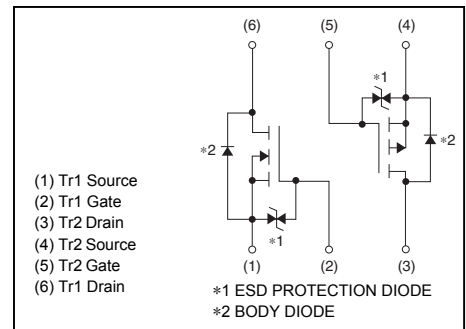 (6) (5) (4)
*1
*2 *2
(1) Tr1 Source
(2) Tr1 Gate
(3) Tr2 Drain
(4) Tr2 Source
(5) Tr2 Gate
(6) Tr1 Drain
*1
(1) (2) (3)
*1 ESD PROTECTION DIODE
*2 BODY DIODE